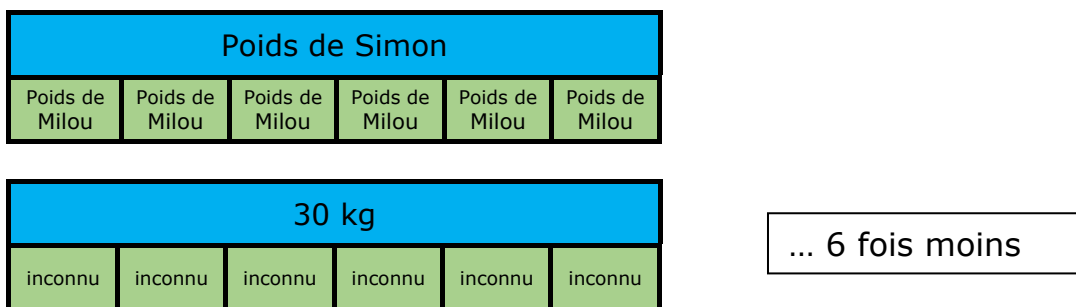 Poids de Simon
Poids de Milou Poids de Milou Poids de Milou Poids de Milou Poids de Milou Poids de Milou
30 kg
... 6 fois moins
inconnu inconnu inconnu inconnu inconnu inconnu